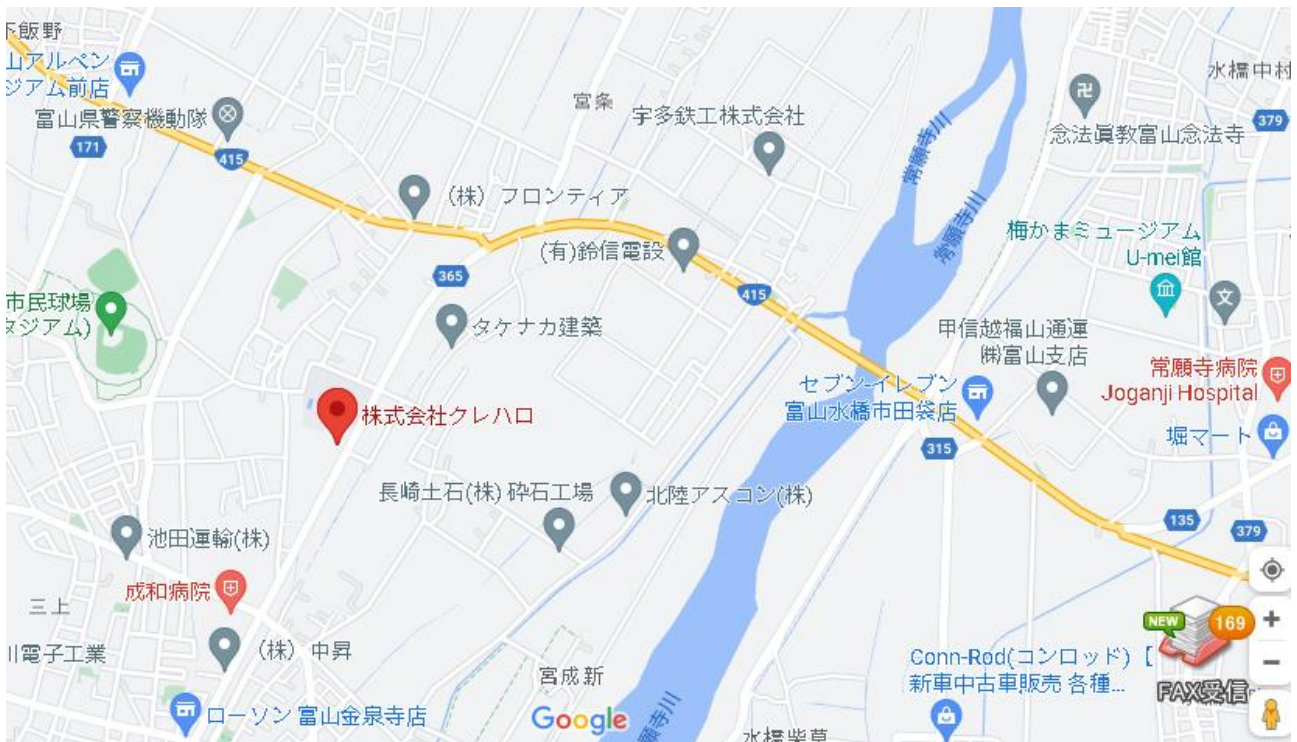 下飯野
山アルペン
ジアム前店
富山県警察機動隊
171
415
宮条
宇多鉄工株式会社
常願寺川
常願寺川
水橋中村
379
念法眞教富山念法寺
(株) フロンティア
365
(有)鈴信電設
415
梅かまミュージアム
U-mei館
市民球場
タジアム)
タケナカ建築
甲信越福山通運
㈱富山支店
常願寺病院
Joganji Hospital
セブン-イレブン
富山水橋市田袋店
株式会社クレハロ
315
堀マート
長崎土石(株) 砕石工場
北陸アスコン(株)
135
379
池田運輸(株)
成和病院
三上
川電子工業
(株) 中昇
宮成新
NEW
169
FAX受信
Conn-Rod(コンロッド)【
新車中古車販売 各種...
ローソン 富山金泉寺店
Google
常願寺川
水橋柴草